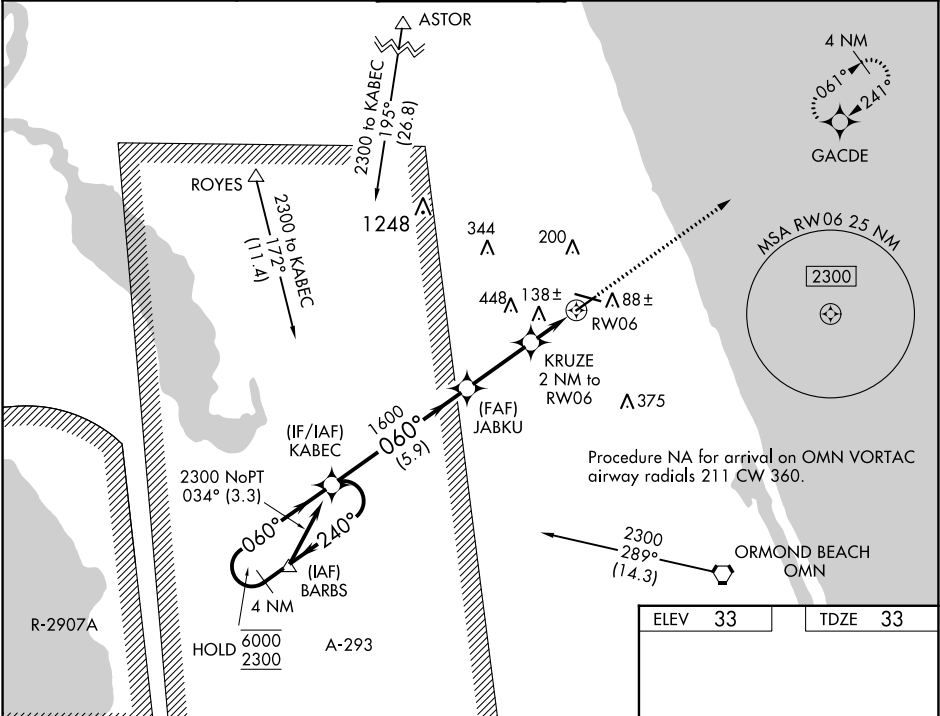 ASTOR
2300 to KABEC
195°
(26.8)
4 NM
061°
241°
GACDE
ROYES
2300 to KABEC
172°
(11.4)
1248
344
200
448
138±
88±
RW06
MSA RW06 25 NM
2300
KRUZE
2 NM to
RW06
375
(FAF)
JABKU
1600
060°
(5.9)
(IF/IAF)
KABEC
2300 NoPT
034° (3.3)
060°
240°
(IAF)
BARBS
4 NM
HOLD
6000
2300
A-293
R-2907A
Procedure NA for arrival on OMN VORTAC
airway radials 211 CW 360.
2300
289°
(14.3)
ORMOND BEACH
OMN
ELEV 33
TDZE 33